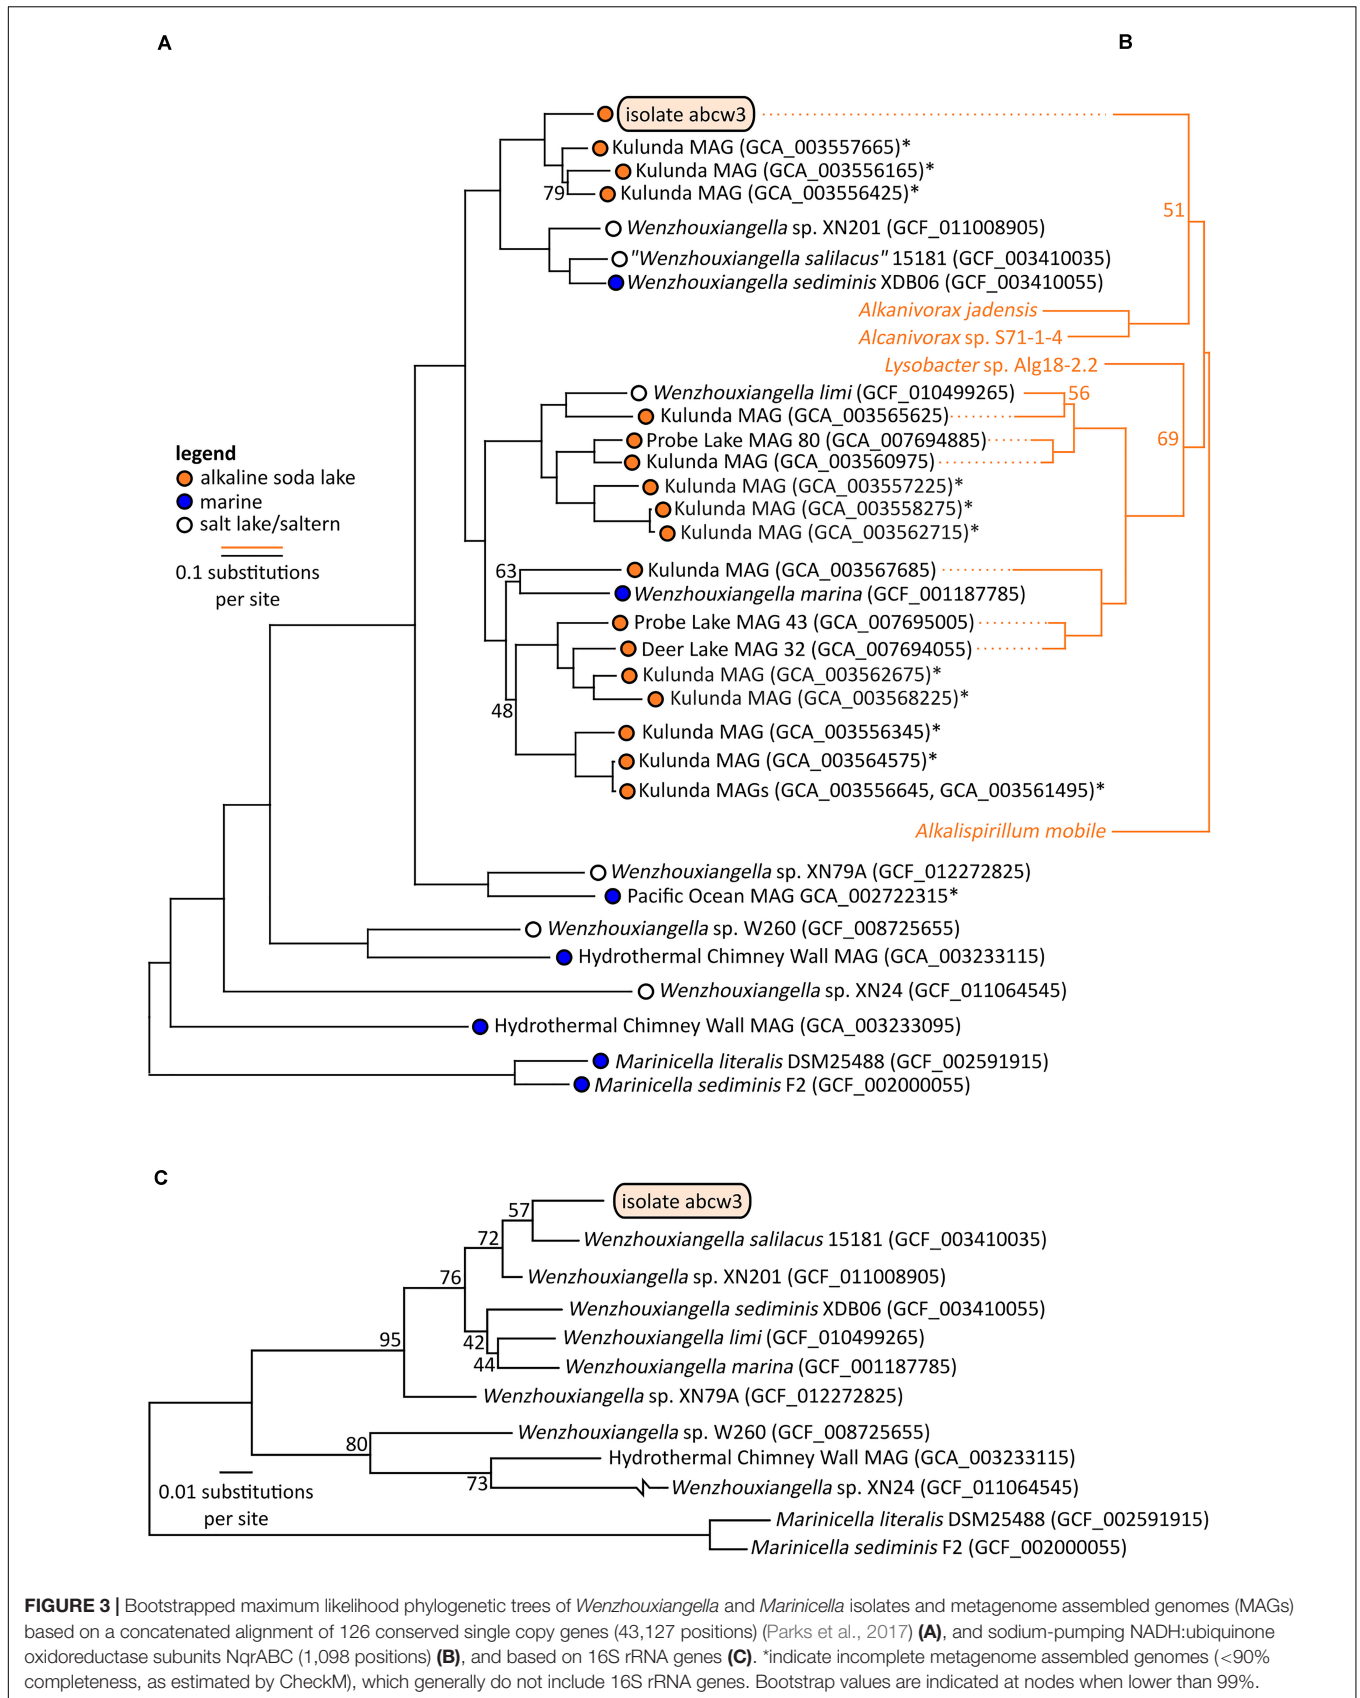 A
B
isolate abcw3
Kulunda MAG (GCA_003557665)*
Kulunda MAG (GCA_003556165)*
79
Kulunda MAG (GCA_003556425)*
51
Wenzhouxiangella sp. XN201 (GCF_011008905)
"Wenzhouxiangella salilacus" 15181 (GCF_003410035)
Wenzhouxiangella sediminis XDB06 (GCF_003410055)
Alkanivorax jadensis
Alcanivorax sp. S71-1-4
Lysobacter sp. Alg18-2.2
Wenzhouxiangella limi (GCF_010499265)
56
Kulunda MAG (GCA_003565625)
Probe Lake MAG 80 (GCA_007694885)
69
Kulunda MAG (GCA_003560975)
Kulunda MAG (GCA_003557225)*
Kulunda MAG (GCA_003558275)*
Kulunda MAG (GCA_003562715)*
legend
alkaline soda lake
marine
salt lake/saltern
0.1 substitutions
per site
63
Kulunda MAG (GCA_003567685)
Wenzhouxiangella marina (GCF_001187785)
Probe Lake MAG 43 (GCA_007695005)
Deer Lake MAG 32 (GCA_007694055)
Kulunda MAG (GCA_003562675)*
Kulunda MAG (GCA_003568225)*
48
Kulunda MAG (GCA_003556345)*
Kulunda MAG (GCA_003564575)*
Kulunda MAGs (GCA_003556645, GCA_003561495)*
Alkalispirillum mobile
Wenzhouxiangella sp. XN79A (GCF_012272825)
Pacific Ocean MAG GCA_002722315*
Wenzhouxiangella sp. W260 (GCF_008725655)
Hydrothermal Chimney Wall MAG (GCA_003233115)
Wenzhouxiangella sp. XN24 (GCF_011064545)
Hydrothermal Chimney Wall MAG (GCA_003233095)
Marinicella literalis DSM25488 (GCF_002591915)
Marinicella sediminis F2 (GCF_002000055)
C
isolate abcw3
57
Wenzhouxiangella salilacus 15181 (GCF_003410035)
72
Wenzhouxiangella sp. XN201 (GCF_011008905)
76
Wenzhouxiangella sediminis XDB06 (GCF_003410055)
42
Wenzhouxiangella limi (GCF_010499265)
44
Wenzhouxiangella marina (GCF_001187785)
95
Wenzhouxiangella sp. XN79A (GCF_012272825)
Wenzhouxiangella sp. W260 (GCF_008725655)
80
Hydrothermal Chimney Wall MAG (GCA_003233115)
73
Wenzhouxiangella sp. XN24 (GCF_011064545)
0.01 substitutions
per site
Marinicella literalis DSM25488 (GCF_002591915)
Marinicella sediminis F2 (GCF_002000055)
FIGURE 3 | Bootstrapped maximum likelihood phylogenetic trees of Wenzhouxiangella and Marinicella isolates and metagenome assembled genomes (MAGs)
based on a concatenated alignment of 126 conserved single copy genes (43,127 positions) (Parks et al., 2017) (A), and sodium-pumping NADH:ubiquinone
oxidoreductase subunits NqrABC (1,098 positions) (B), and based on 16S rRNA genes (C). *indicate incomplete metagenome assembled genomes (<90%
completeness, as estimated by CheckM), which generally do not include 16S rRNA genes. Bootstrap values are indicated at nodes when lower than 99%.